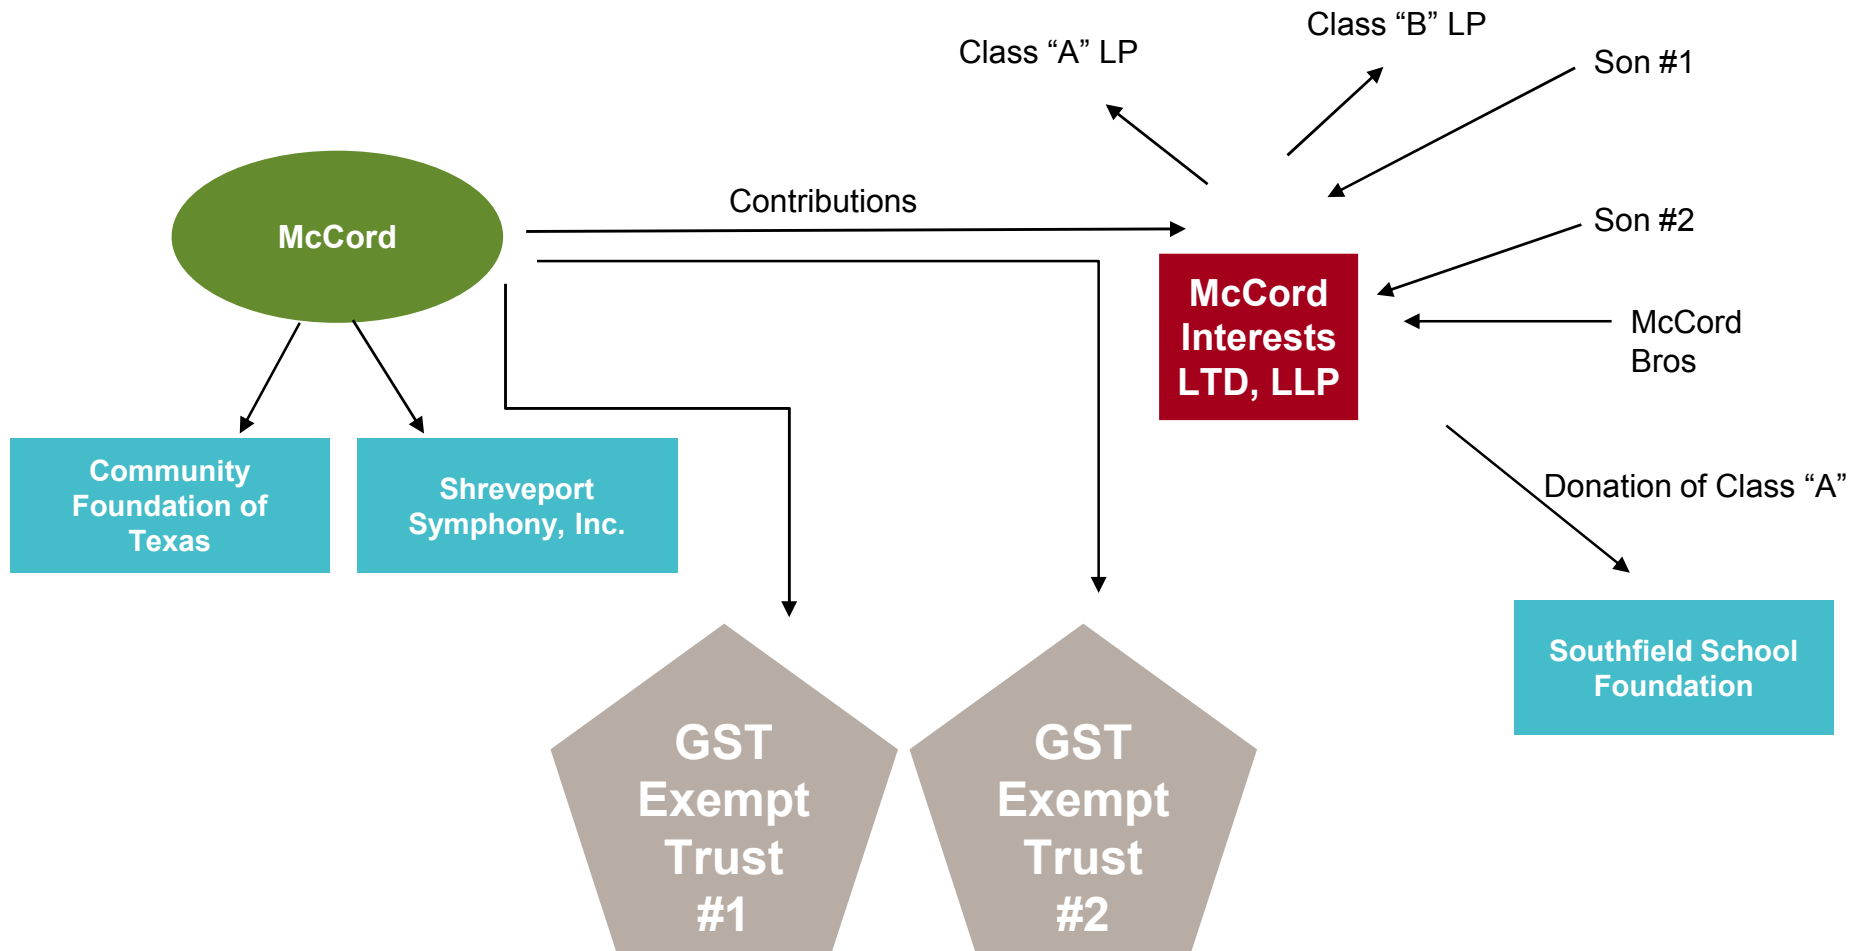 Class “B” LP
Class “A” LP
Son #1
Contributions
McCord
Son #2
McCord
Interests
LTD, LLP
McCord
Bros
Community
Foundation of
Texas
Shreveport
Symphony, Inc.
Donation of Class “A”
Southfield School
Foundation
GST
Exempt
Trust
#1
GST
Exempt
Trust
#2